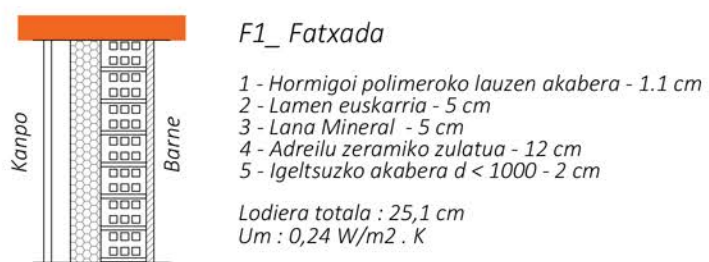 F1_ Fatxada
1 - Hormigoi polimeroko lauzen akabera - 1.1 cm
2 - Lamen euskarria - 5 cm
3 - Lana Mineral - 5 cm
4 - Adreilu zeramiko zulatua - 12 cm
5 - Igeltsuzko akabera d < 1000 - 2 cm
Lodiera totala : 25,1 cm
Um : 0,24 W/m2 . K
Kanpo
Barne